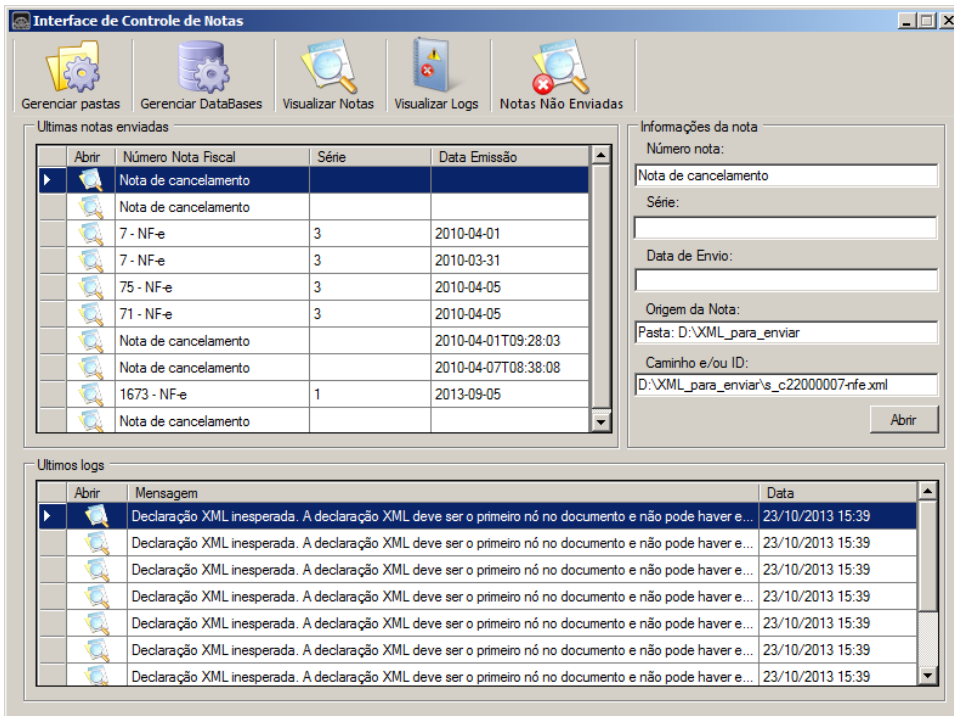 Interface de Controle de Notas
Gerenciar pastas Gerenciar DataBases Visualizar Notas Visualizar Logs Notas Não Enviadas
Ultimas notas enviadas
Abrir Número Nota Fiscal Série Data Emissão
Nota de cancelamento
Nota de cancelamento
7 - NF-e 3 2010-04-01
7 - NF-e 3 2010-03-31
75 - NF-e 3 2010-04-05
71 - NF-e 3 2010-04-05
Nota de cancelamento 2010-04-01T09:28:03
Nota de cancelamento 2010-04-07T08:38:08
1673 - NF-e 1 2013-09-05
Nota de cancelamento
Informações da nota
Número nota:
Nota de cancelamento
Série:
Data de Envio:
Origem da Nota:
Pasta: D:\XML_para_enviar
Caminho e/ou ID:
D:\XML_para_enviar\s_c22000007-nfe.xml
Abrir
Ultimos logs
Abrir Mensagem Data
Declaração XML inesperada. A declaração XML deve ser o primeiro nó no documento e não pode haver e... 23/10/2013 15:39
Declaração XML inesperada. A declaração XML deve ser o primeiro nó no documento e não pode haver e... 23/10/2013 15:39
Declaração XML inesperada. A declaração XML deve ser o primeiro nó no documento e não pode haver e... 23/10/2013 15:39
Declaração XML inesperada. A declaração XML deve ser o primeiro nó no documento e não pode haver e... 23/10/2013 15:39
Declaração XML inesperada. A declaração XML deve ser o primeiro nó no documento e não pode haver e... 23/10/2013 15:39
Declaração XML inesperada. A declaração XML deve ser o primeiro nó no documento e não pode haver e... 23/10/2013 15:39
Declaração XML inesperada. A declaração XML deve ser o primeiro nó no documento e não pode haver e... 23/10/2013 15:39